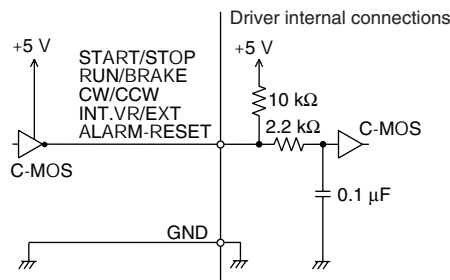 Driver internal connections
+5 V
START/STOP
RUN/BRAKE
CW/CCW
INT.VR/EXT
ALARM-RESET
C-MOS
+5 V
10 kΩ
2.2 kΩ
C-MOS
0.1 µF
GND